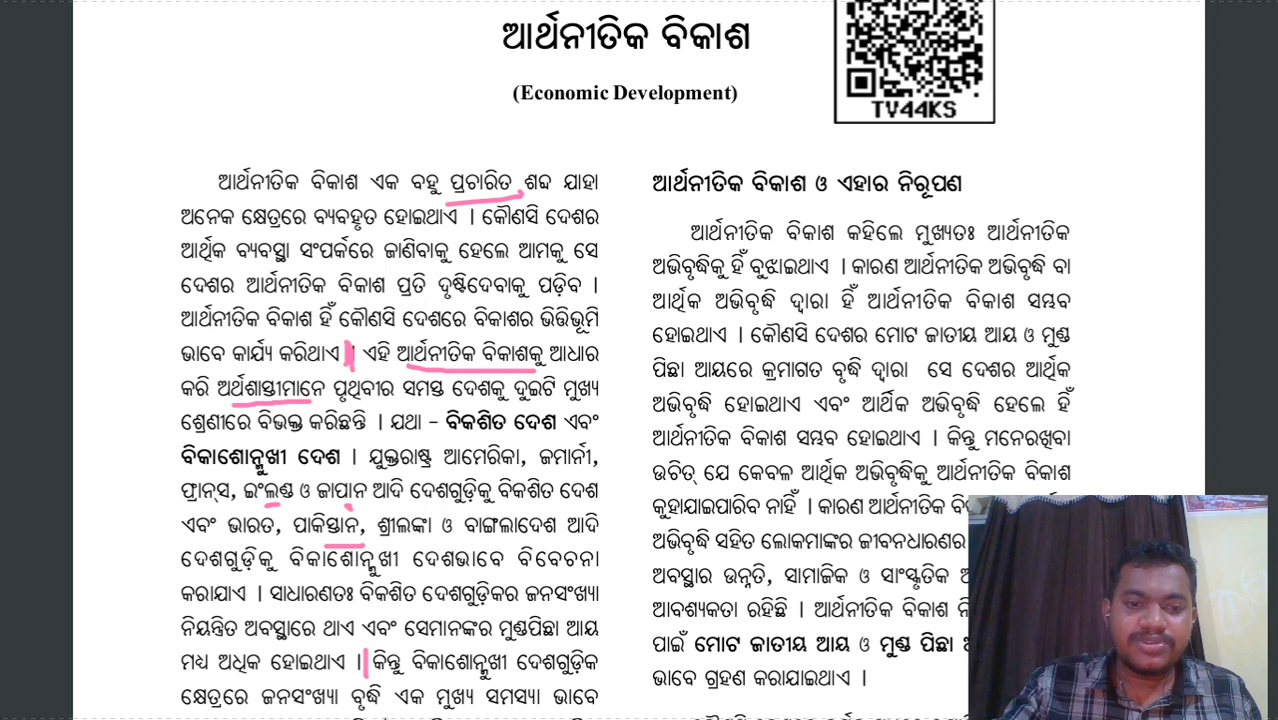 ଆର୍ଥନୀତିକ ବିକାଶ
(Economic Development)
TV44KS
ଆର୍ଥନୀତିକ ବିକାଶ ଏକ ବହୁ ପ୍ରଚାରିତ ଶବ୍ଦ ଯାହା
ଅନେକ କ୍ଷେତ୍ରରେ ବ୍ୟବହୃତ ହୋଇଥାଏ । କୌଣସି ଦେଶର
ଆର୍ଥିକ ବ୍ୟବସ୍ଥା ସଂପର୍କରେ ଜାଣିବାକୁ ହେଲେ ଆମକୁ ସେ
ଦେଶର ଆର୍ଥନୀତିକ ବିକାଶ ପ୍ରତି ଦୃଷ୍ଟିଦେବାକୁ ପଡ଼ିବ ।
ଆର୍ଥନୀତିକ ବିକାଶ ହିଁ କୌଣସି ଦେଶରେ ବିକାଶର ଭିତ୍ତିଭୂମି
ଭାବେ କାର୍ଯ୍ୟ କରିଥାଏ । ଏହି ଆର୍ଥନୀତିକ ବିକାଶକୁ ଆଧାର
କରି ଅର୍ଥଶାସ୍ତ୍ରୀମାନେ ପୃଥିବୀର ସମସ୍ତ ଦେଶକୁ ଦୁଇଟି ମୁଖ୍ୟ
ଶ୍ରେଣୀରେ ବିଭକ୍ତ କରିଛନ୍ତି । ଯଥା – ବିକଶିତ ଦେଶ ଏବଂ
ବିକାଶୋନ୍ମୁଖୀ ଦେଶ । ଯୁକ୍ତରାଷ୍ଟ୍ର ଆମେରିକା, ଜମାର୍ନୀ,
ଫ୍ରାନ୍‌ସ, ଇଂଲଣ୍ଡ ଓ ଜାପାନ ଆଦି ଦେଶଗୁଡ଼ିକୁ ବିକଶିତ ଦେଶ
ଏବଂ ଭାରତ, ପାକିସ୍ତାନ, ଶ୍ରୀଲଙ୍କା ଓ ବାଙ୍ଗଲାଦେଶ ଆଦି
ଦେଶଗୁଡ଼ିକୁ ବିକାଶୋନ୍ମୁଖୀ ଦେଶଭାବେ ବିବେଚନା
କରାଯାଏ । ସାଧାରଣତଃ ବିକଶିତ ଦେଶଗୁଡ଼ିକର ଜନସଂଖ୍ୟା
ନିୟନ୍ତ୍ରିତ ଅବସ୍ଥାରେ ଥାଏ ଏବଂ ସେମାନଙ୍କର ମୁଣ୍ଡପିଛା ଆୟ
ମଧ୍ୟ ଅଧିକ ହୋଇଥାଏ । କିନ୍ତୁ ବିକାଶୋନ୍ମୁଖୀ ଦେଶଗୁଡ଼ିକ
କ୍ଷେତ୍ରରେ ଜନସଂଖ୍ୟା ବୃଦ୍ଧି ଏକ ମୁଖ୍ୟ ସମସ୍ୟା ଭାବେ
ଆର୍ଥନୀତିକ ବିକାଶ ଓ ଏହାର ନିରୂପଣ
ଆର୍ଥନୀତିକ ବିକାଶ କହିଲେ ମୁଖ୍ୟତଃ ଆର୍ଥନୀତିକ
ଅଭିବୃଦ୍ଧିକୁ ହିଁ ବୁଝାଇଥାଏ । କାରଣ ଆର୍ଥନୀତିକ ଅଭିବୃଦ୍ଧି ବା
ଆର୍ଥିକ ଅଭିବୃଦ୍ଧି ଦ୍ୱାରା ହିଁ ଆର୍ଥନୀତିକ ବିକାଶ ସମ୍ଭବ
ହୋଇଥାଏ । କୌଣସି ଦେଶର ମୋଟ ଜାତୀୟ ଆୟ ଓ ମୁଣ୍ଡ
ପିଛା ଆୟରେ କ୍ରମାଗତ ବୃଦ୍ଧି ଦ୍ୱାରା ସେ ଦେଶର ଆର୍ଥିକ
ଅଭିବୃଦ୍ଧି ହୋଇଥାଏ ଏବଂ ଆର୍ଥିକ ଅଭିବୃଦ୍ଧି ହେଲେ ହିଁ
ଆର୍ଥନୀତିକ ବିକାଶ ସମ୍ଭବ ହୋଇଥାଏ । କିନ୍ତୁ ମନେରଖିବା
ଉଚିତ୍ ଯେ କେବଳ ଆର୍ଥିକ ଅଭିବୃଦ୍ଧିକୁ ଆର୍ଥନୀତିକ ବିକାଶ
କୁହାଯାଇପାରିବ ନାହିଁ । କାରଣ ଆର୍ଥନୀତିକ
ଅଭିବୃଦ୍ଧି ସହିତ ଲୋକମାଙ୍କର ଜୀବନଧାରଣର
ଅବସ୍ଥାର ଉନ୍ନତି, ସାମାଜିକ ଓ ସାଂସ୍କୃତିକ
ଆବଶ୍ୟକତା ରହିଛି । ଆର୍ଥନୀତିକ ବିକାଶ
ପାଇଁ ମୋଟ ଜାତୀୟ ଆୟ ଓ ମୁଣ୍ଡ ପିଛା
ଭାବେ ଗ୍ରହଣ କରାଯାଇଥାଏ ।